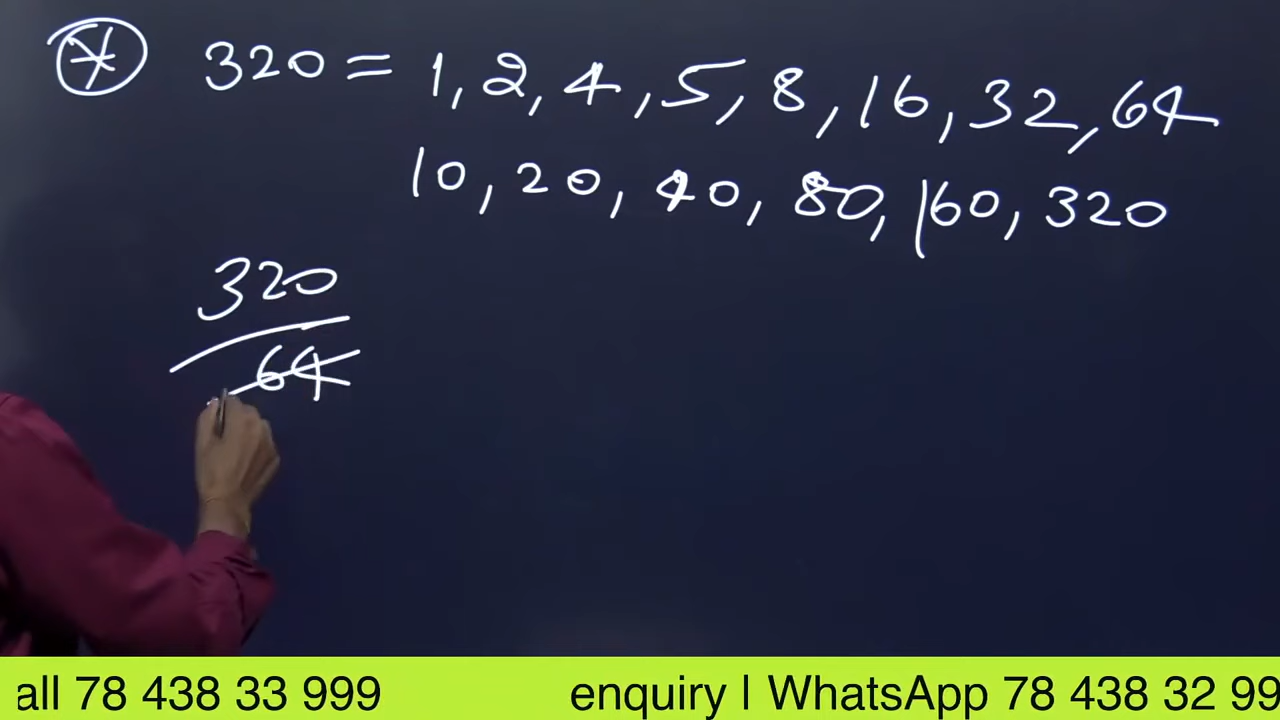 * 320 = 1, 2, 4, 5, 8, 16, 32, 64
10, 20, 40, 80, 160, 320
320
64
all 78 438 33 999 enquiry I WhatsApp 78 438 32 99